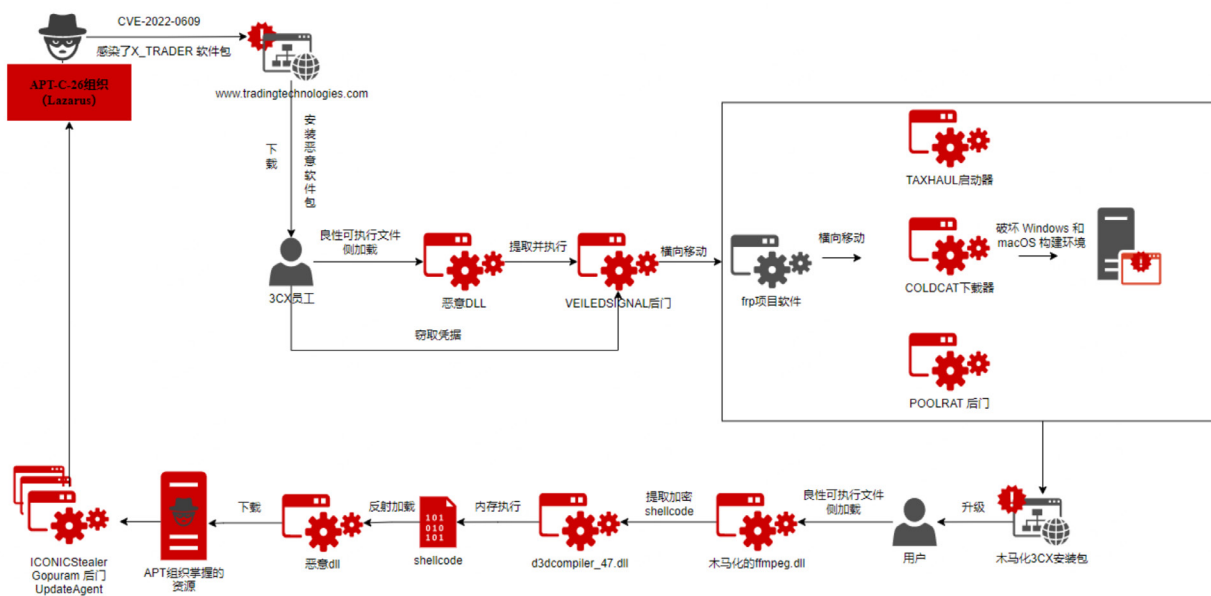 CVE-2022-0609
感染了X_TRADER 软件包
APT-C-26组织
(Lazarus)
www.tradingtechnologies.com
下载
安装恶意软件包
3CX员工
良性可执行文件
侧加载
恶意DLL
提取并执行
VEILEDSIGNAL后门
窃取凭据
横向移动
frp项目软件
横向移动
TAXHAUL启动器
COLDCAT下载器
POOLRAT 后门
破坏 Windows 和
macOS 构建环境
木马化3CX安装包
升级
用户
良性可执行文件
侧加载
木马化的ffmpeg.dll
提取加密
shellcode
d3dcompiler_47.dll
内存执行
101
010
101
shellcode
反射加载
恶意dll
下载
APT组织掌握的
资源
ICONICStealer
Gopuram 后门
UpdateAgent